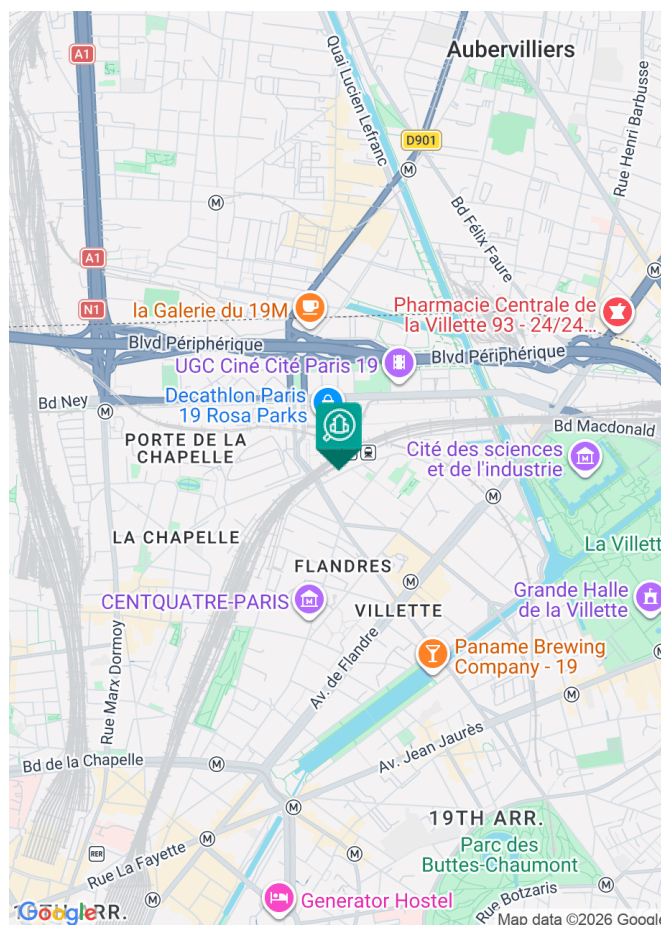 Aubervilliers
A1
Quai Lucien Lefranc
Rue Henri Barbusse
D901
M
Bd Félix Faure
M
A1
M
N1
la Galerie du 19M
Pharmacie Centrale de
la Villette 93 - 24/24...
Blvd Périphérique
Blvd Périphérique
UGC Ciné Cité Paris 19
Decathlon Paris
19 Rosa Parks
Bd Ney
M
Bd Macdonald
PORTE DE LA
CHAPELLE
Cité des sciences
et de l'industrie
M
M
LA CHAPELLE
La Villett
FLANDRES
M
CENTQUATRE-PARIS
VILLETTE
Grande Halle
de la Villette
Rue Marx Dormoy
Av. de Flandre
Paname Brewing
Company - 19
M
Av. Jean Jaurès
Bd de la Chapelle
M
M
19TH ARR.
M
RER
Rue La Fayette
M
Parc des
Buttes-Chaumont
M
M
Generator Hostel
Rue Botzaris
Google
RR.
Map data ©2026 Google